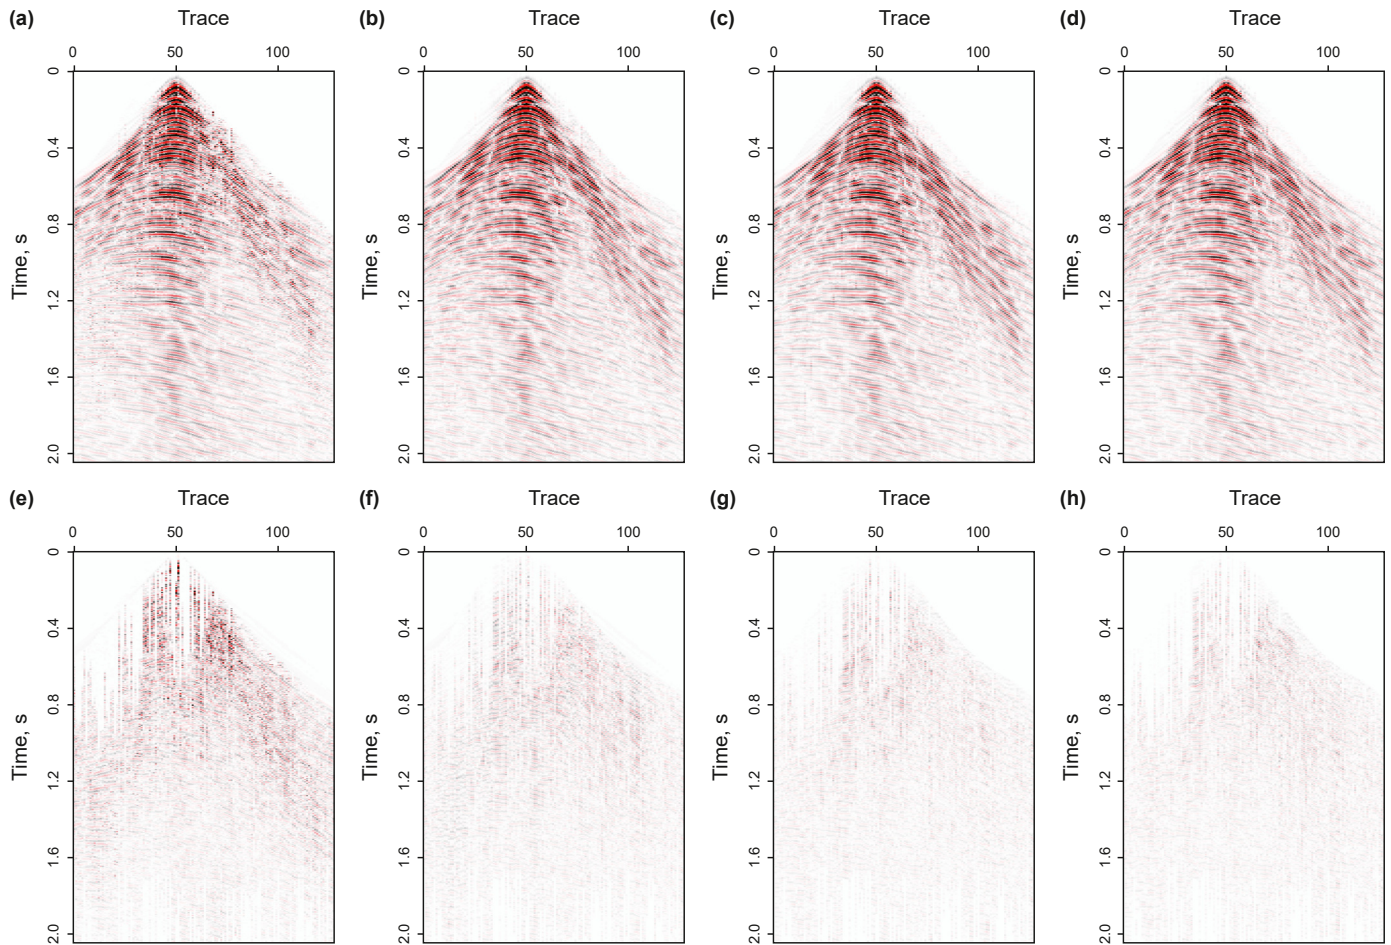 (a) Trace (b) Trace (c) Trace (d) Trace
0 50 100 0 50 100 0 50 100 0 50 100
0 0 0 0
0.4 0.4 0.4 0.4
0.8 0.8 0.8 0.8
Time, s Time, s Time, s Time, s
1.2 1.2 1.2 1.2
1.6 1.6 1.6 1.6
2.0 2.0 2.0 2.0
(e) Trace (f) Trace (g) Trace (h) Trace
0 50 100 0 50 100 0 50 100 0 50 100
0 0 0 0
0.4 0.4 0.4 0.4
0.8 0.8 0.8 0.8
Time, s Time, s Time, s Time, s
1.2 1.2 1.2 1.2
1.6 1.6 1.6 1.6
2.0 2.0 2.0 2.0